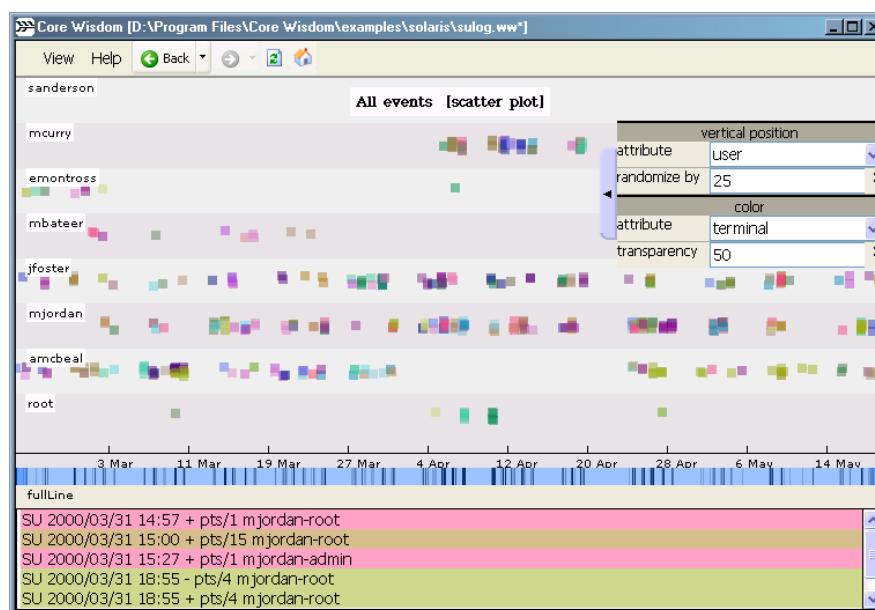 Core Wisdom [D:\Program Files\Core Wisdom\examples\solaris\sulog.ww*]
View Help Back
All events [scatter plot]
sanderson
mcurry
emontross
mbateer
jfoster
mjordan
amcbeal
root
vertical position
attribute user
randomize by 25
color
attribute terminal
transparency 50
3 Mar 11 Mar 19 Mar 27 Mar 4 Apr 12 Apr 20 Apr 28 Apr 6 May 14 May
fullLine
SU 2000/03/31 14:57 + pts/1 mjordan-root
SU 2000/03/31 15:00 + pts/15 mjordan-root
SU 2000/03/31 15:27 + pts/1 mjordan-admin
SU 2000/03/31 18:55 - pts/4 mjordan-root
SU 2000/03/31 18:55 + pts/4 mjordan-root